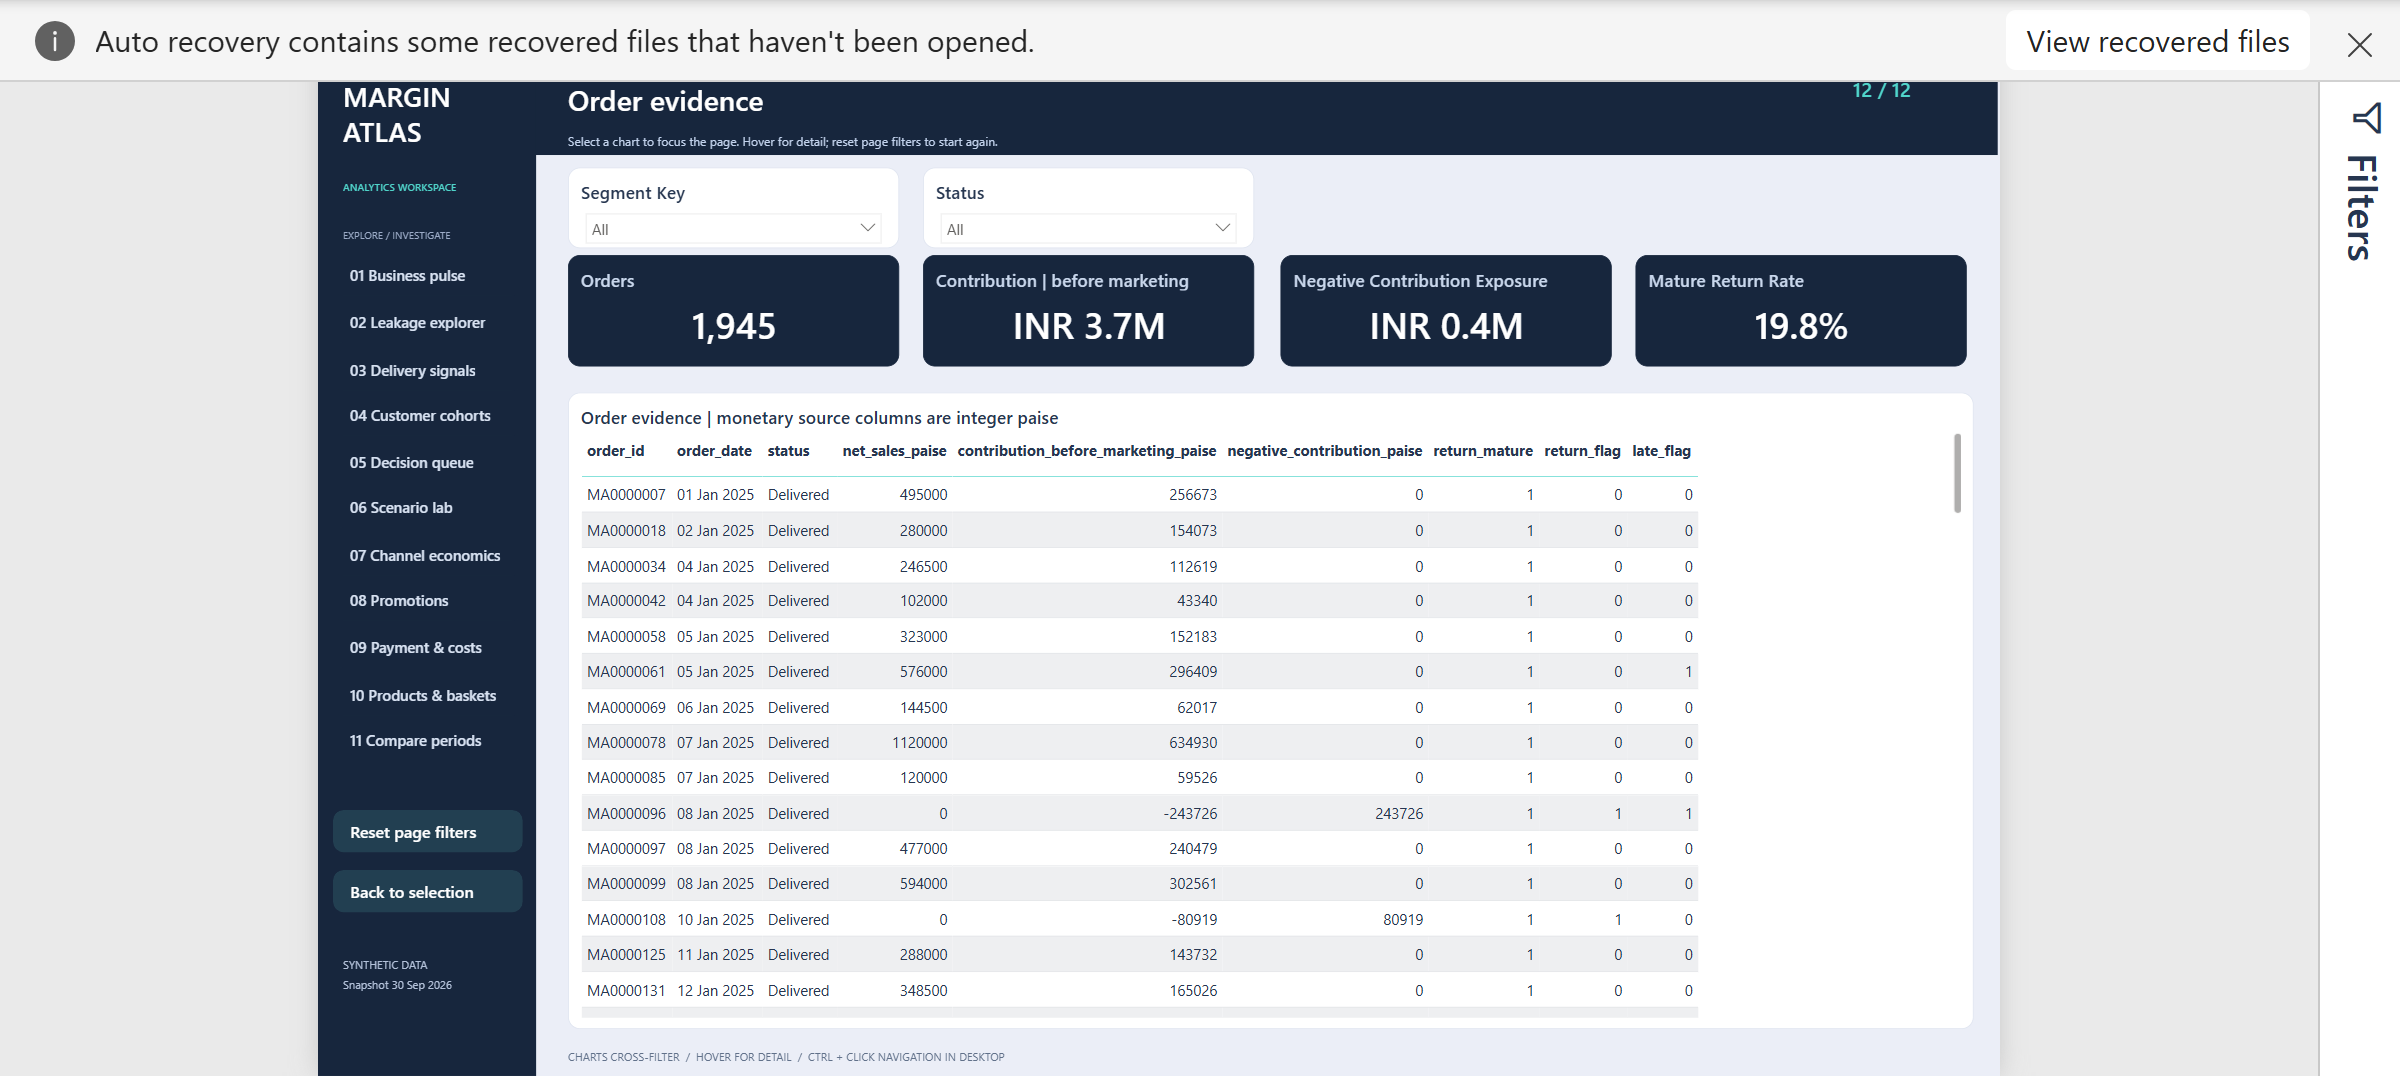 Auto recovery contains some recovered files that haven't been opened.
View recovered files
MARGIN
ATLAS
ANALYTICS WORKSPACE
EXPLORE / INVESTIGATE
01 Business pulse
02 Leakage explorer
03 Delivery signals
04 Customer cohorts
05 Decision queue
06 Scenario lab
07 Channel economics
08 Promotions
09 Payment & costs
10 Products & baskets
11 Compare periods
Reset page filters
Back to selection
SYNTHETIC DATA
Snapshot 30 Sep 2026
Order evidence
12 / 12
Select a chart to focus the page. Hover for detail; reset page filters to start again.
Segment Key
All
Status
All
Orders
1,945
Contribution | before marketing
INR 3.7M
Negative Contribution Exposure
INR 0.4M
Mature Return Rate
19.8%
Order evidence | monetary source columns are integer paise
order_id order_date status net_sales_paise contribution_before_marketing_paise negative_contribution_paise return_mature return_flag late_flag
MA0000007 01 Jan 2025 Delivered 495000 256673 0 1 0 0
MA0000018 02 Jan 2025 Delivered 280000 154073 0 1 0 0
MA0000034 04 Jan 2025 Delivered 246500 112619 0 1 0 0
MA0000042 04 Jan 2025 Delivered 102000 43340 0 1 0 0
MA0000058 05 Jan 2025 Delivered 323000 152183 0 1 0 0
MA0000061 05 Jan 2025 Delivered 576000 296409 0 1 0 1
MA0000069 06 Jan 2025 Delivered 144500 62017 0 1 0 0
MA0000078 07 Jan 2025 Delivered 1120000 634930 0 1 0 0
MA0000085 07 Jan 2025 Delivered 120000 59526 0 1 0 0
MA0000096 08 Jan 2025 Delivered 0 -243726 243726 1 1 1
MA0000097 08 Jan 2025 Delivered 477000 240479 0 1 0 0
MA0000099 08 Jan 2025 Delivered 594000 302561 0 1 0 0
MA0000108 10 Jan 2025 Delivered 0 -80919 80919 1 1 0
MA0000125 11 Jan 2025 Delivered 288000 143732 0 1 0 0
MA0000131 12 Jan 2025 Delivered 348500 165026 0 1 0 0
CHARTS CROSS-FILTER / HOVER FOR DETAIL / CTRL + CLICK NAVIGATION IN DESKTOP
Filters